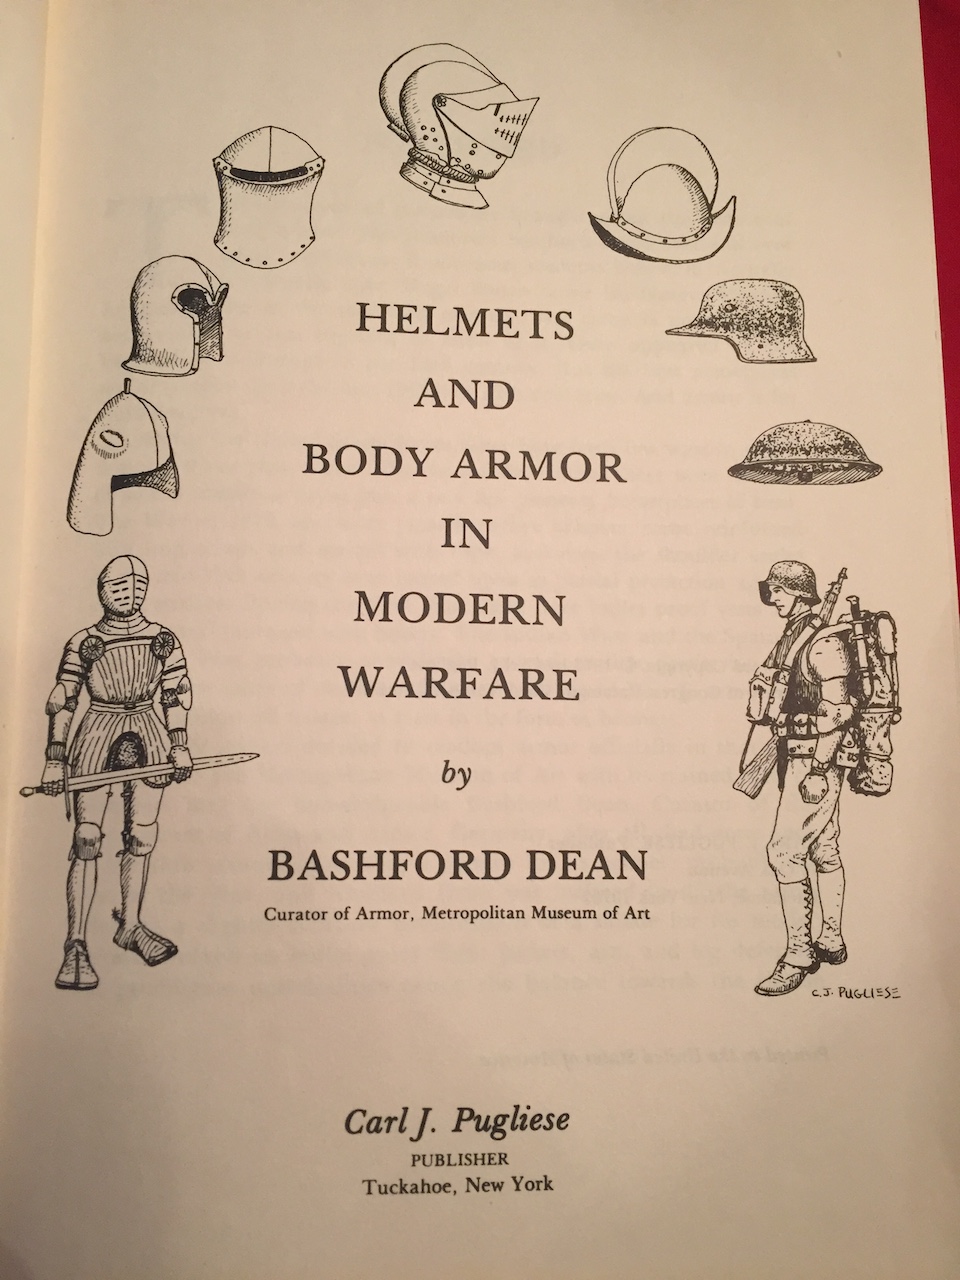 HELMETS
AND
BODY ARMOR
IN
MODERN
WARFARE
by
BASHFORD DEAN
Curator of Armor, Metropolitan Museum of Art
C.J. PUGLIESE
Carl J. Pugliese
PUBLISHER
Tuckahoe, New York